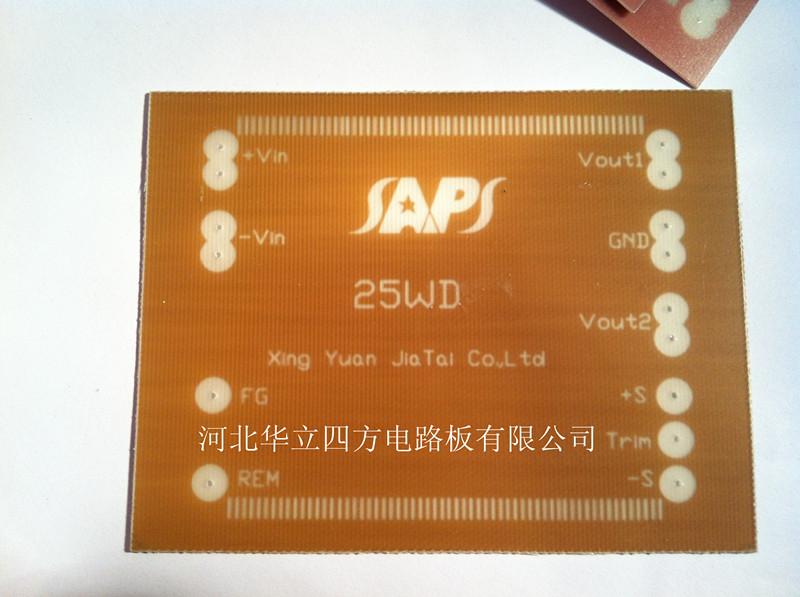 +Vin
Vout1
SAPS
-Vin
GND
25WD
Vout2
Xing Yuan JiaTai Co.,Ltd
FG
+S
河北华立四方电路板有限公司
Trim
REM
-S